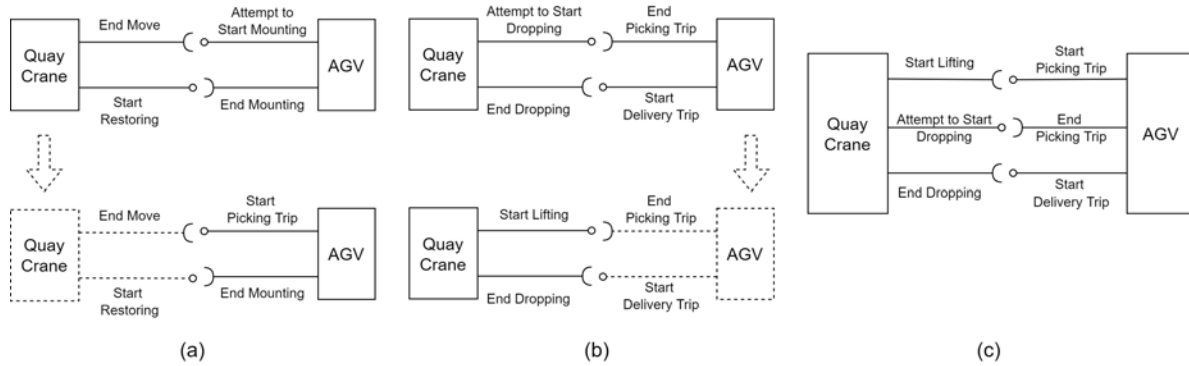 End Move
Attempt to
Start Mounting
Quay
Crane
AGV
Start
Restoring
End Mounting
End Move
Start
Picking Trip
Quay
Crane
AGV
Start
Restoring
End Mounting
(a)
Attempt to Start
Dropping
End
Picking Trip
Quay
Crane
AGV
End Dropping
Start
Delivery Trip
Start Lifting
End
Picking Trip
Quay
Crane
AGV
End Dropping
Start
Delivery Trip
(b)
Start Lifting
Start
Picking Trip
Quay
Crane
Attempt to Start
Dropping
End
Picking Trip
AGV
End Dropping
Start
Delivery Trip
(c)